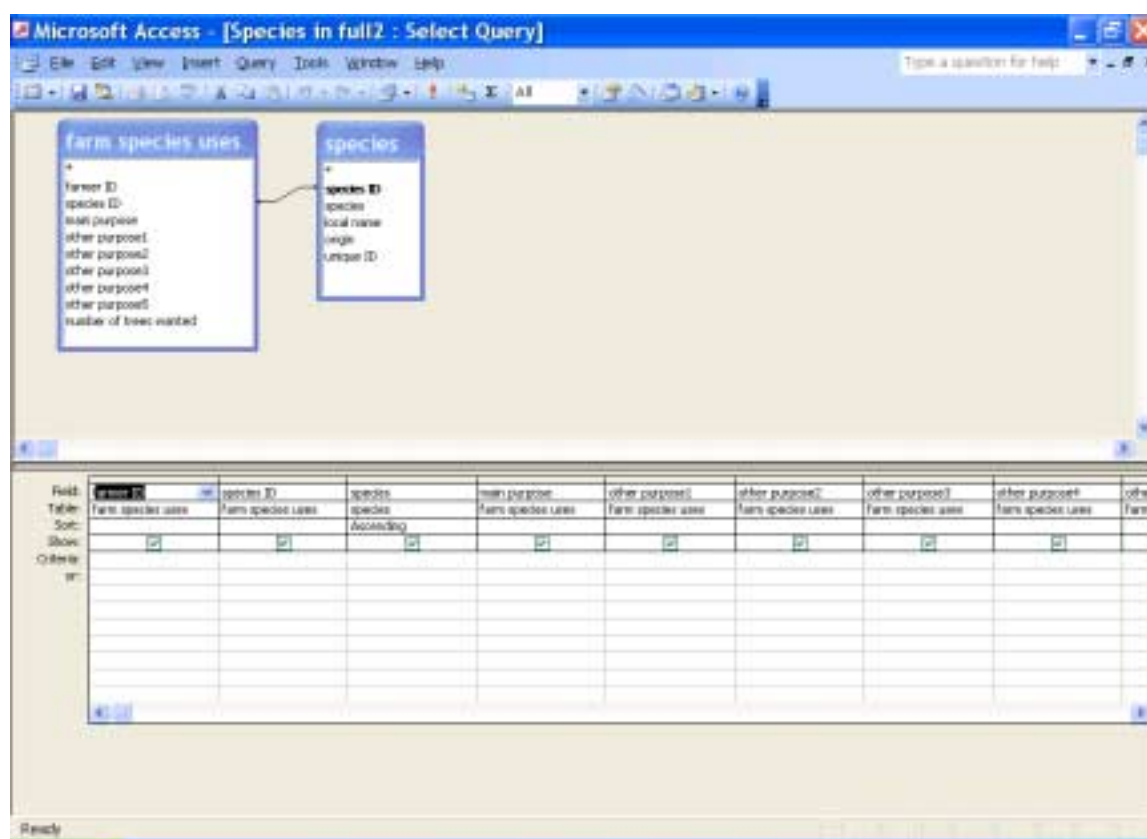 Microsoft Access - [Species in full2 : Select Query]
File Edit View Insert Query Tools Window Help
Type a question for help
Σ All
farm species uses
*
farmer ID
species ID
main purpose
other purpose1
other purpose2
other purpose3
other purpose4
other purpose5
number of trees wanted
species
*
species ID
species
local name
origin
unique ID
Field: farmer ID species ID species main purpose other purpose1 other purpose2 other purpose3 other purpose4
Table: farm species uses farm species uses species farm species uses farm species uses farm species uses farm species uses farm species uses farm
Sort: Ascending
Show:
Criteria:
or:
Ready